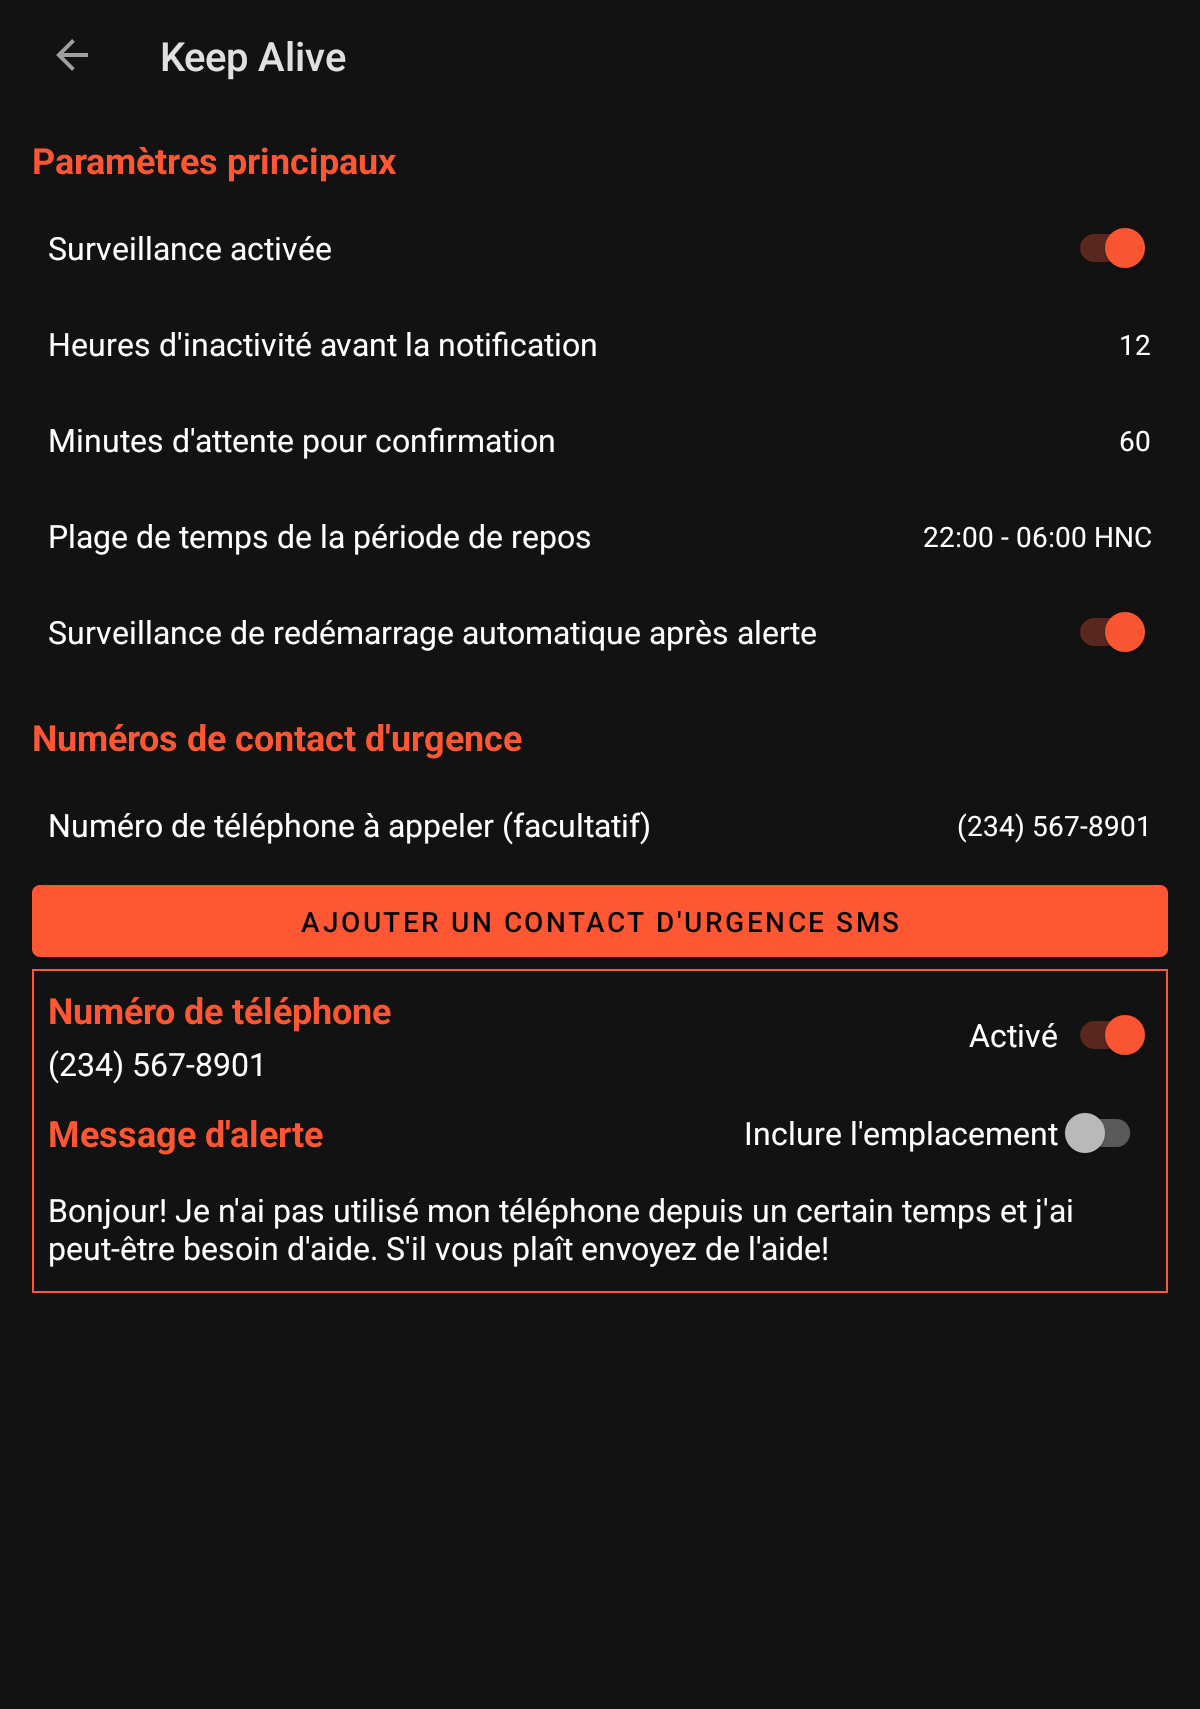 Keep Alive
Paramètres principaux
Surveillance activée
Heures d'inactivité avant la notification 12
Minutes d'attente pour confirmation 60
Plage de temps de la période de repos 22:00 - 06:00 HNC
Surveillance de redémarrage automatique après alerte
Numéros de contact d'urgence
Numéro de téléphone à appeler (facultatif) (234) 567-8901
AJOUTER UN CONTACT D'URGENCE SMS
Numéro de téléphone
Activé
(234) 567-8901
Message d'alerte Inclure l'emplacement
Bonjour! Je n'ai pas utilisé mon téléphone depuis un certain temps et j'ai
peut-être besoin d'aide. S'il vous plaît envoyez de l'aide!